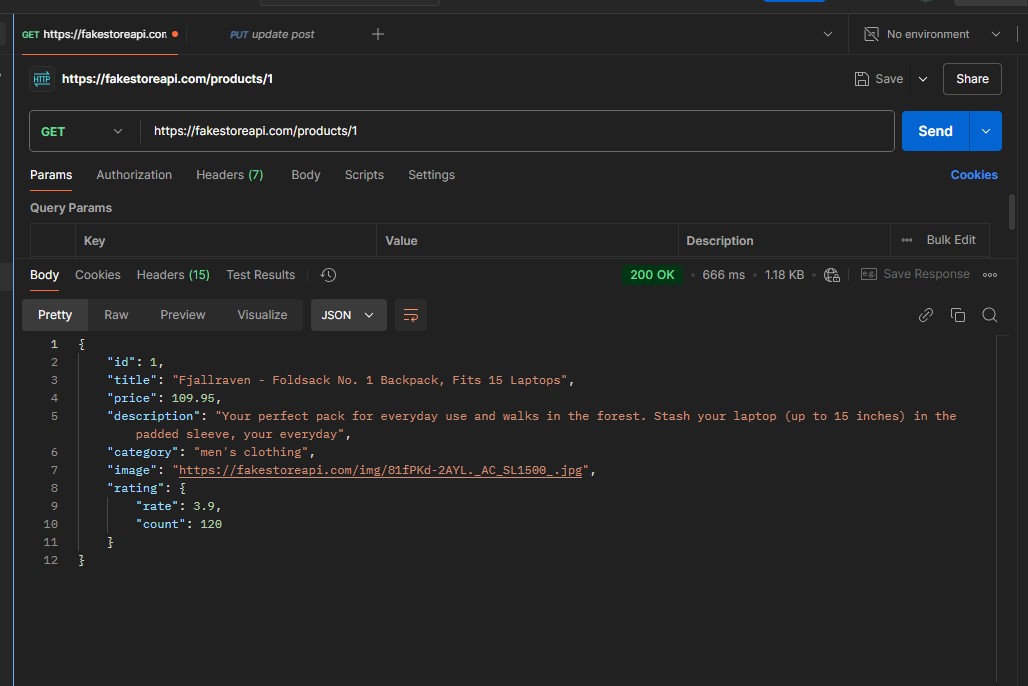 GET https://fakestoreapi.con
PUT update post
No environment
HTTP https://fakestoreapi.com/products/1
Save
Share
GET https://fakestoreapi.com/products/1
Send
Params Authorization Headers (7) Body Scripts Settings
Cookies
Query Params
Key Value Description ••• Bulk Edit
Body Cookies Headers (15) Test Results
200 OK • 666 ms • 1.18 KB • e.g. Save Response
Pretty Raw Preview Visualize JSON
1 {
2 "id": 1,
3 "title": "Fjallraven - Foldsack No. 1 Backpack, Fits 15 Laptops",
4 "price": 109.95,
5 "description": "Your perfect pack for everyday use and walks in the forest. Stash your laptop (up to 15 inches) in the
padded sleeve, your everyday",
6 "category": "men's clothing",
7 "image": "https://fakestoreapi.com/img/81fPKd-2AYL._AC_SL1500_.jpg",
8 "rating": {
9 "rate": 3.9,
10 "count": 120
11 }
12 }